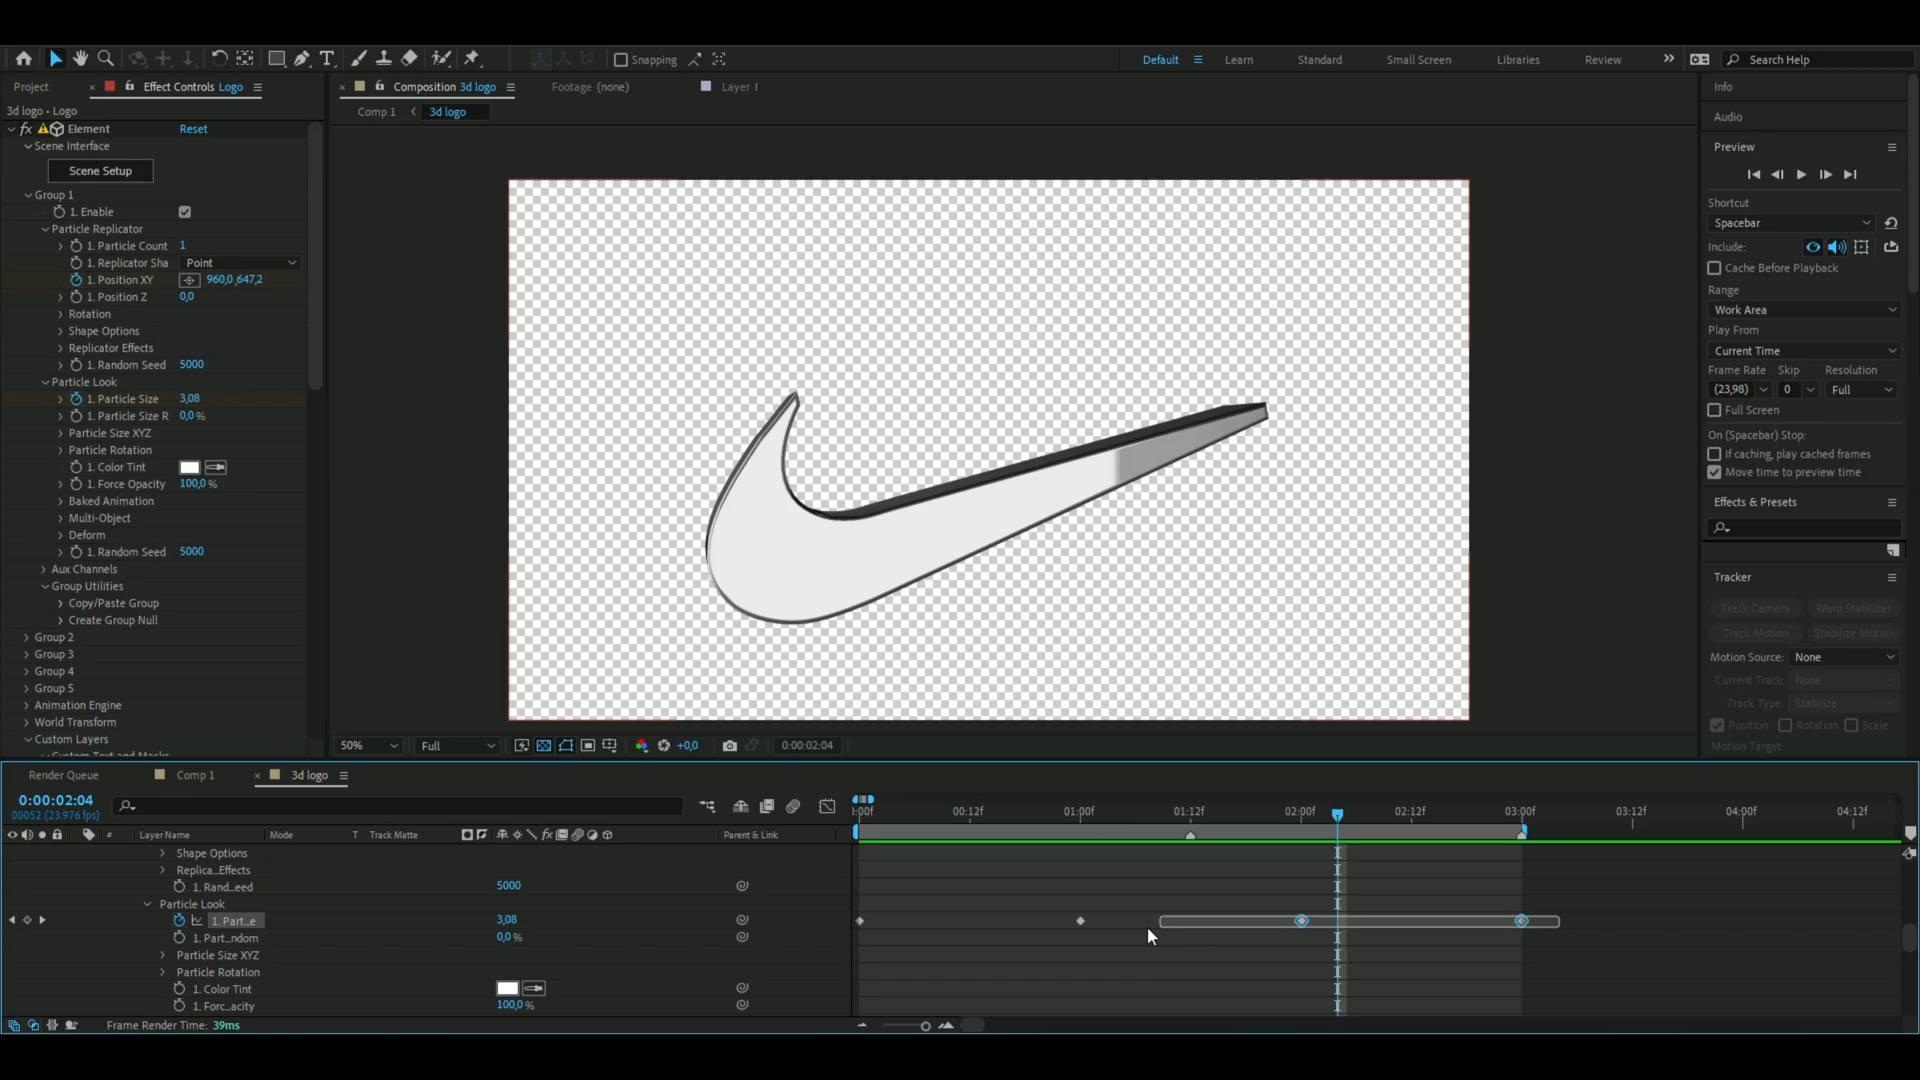 Snapping
Default
Learn
Standard
Small Screen
Libraries
Review
Search Help
Project
Effect Controls Logo
Composition 3d logo
Footage (none)
Layer
Info
3d logo • Logo
Comp 1
3d logo
Audio
fx Element Reset
Scene Interface
Scene Setup
Group 1
1. Enable
Particle Replicator
1. Particle Count 1
1. Replicator Sha Point
1. Position XY 960,0 ,647,2
1. Position Z 0,0
Rotation
Shape Options
Replicator Effects
1. Random Seed 5000
Particle Look
1. Particle Size 3,08
1. Particle Size R 0,0 %
Particle Size XYZ
Particle Rotation
1. Color Tint
1. Force Opacity 100,0 %
Baked Animation
Multi-Object
Deform
1. Random Seed 5000
Aux Channels
Group Utilities
Copy/Paste Group
Create Group Null
Group 2
Group 3
Group 4
Group 5
Animation Engine
World Transform
Custom Layers
Custom Text and Masks
50%
Full
+0,0
0:00:02:04
Preview
Shortcut
Spacebar
Include:
Cache Before Playback
Range
Work Area
Play From
Current Time
Frame Rate Skip Resolution
(23,98) 0 Full
Full Screen
On (Spacebar) Stop:
If caching, play cached frames
Move time to preview time
Effects & Presets
Tracker
Track Camera Warp Stabilizer
Track Motion Stabilize Motion
Motion Source: None
Current Track: None
Track Type: Stabilize
Position Rotation Scale
Motion Target:
Render Queue
Comp 1
3d logo
0:00:02:04
00052 (23.976 fps)
:00f 00:12f 01:00f 01:12f 02:00f 02:12f 03:00f 03:12f 04:00f 04:12f
# Layer Name Mode T Track Matte fx Parent & Link
Shape Options
Replica...Effects
1. Rand...eed 5000
Particle Look
1. Part...e 3,08
1. Part...ndom 0,0 %
Particle Size XYZ
Particle Rotation
1. Color Tint
1. Forc...acity 100,0 %
Frame Render Time: 39ms